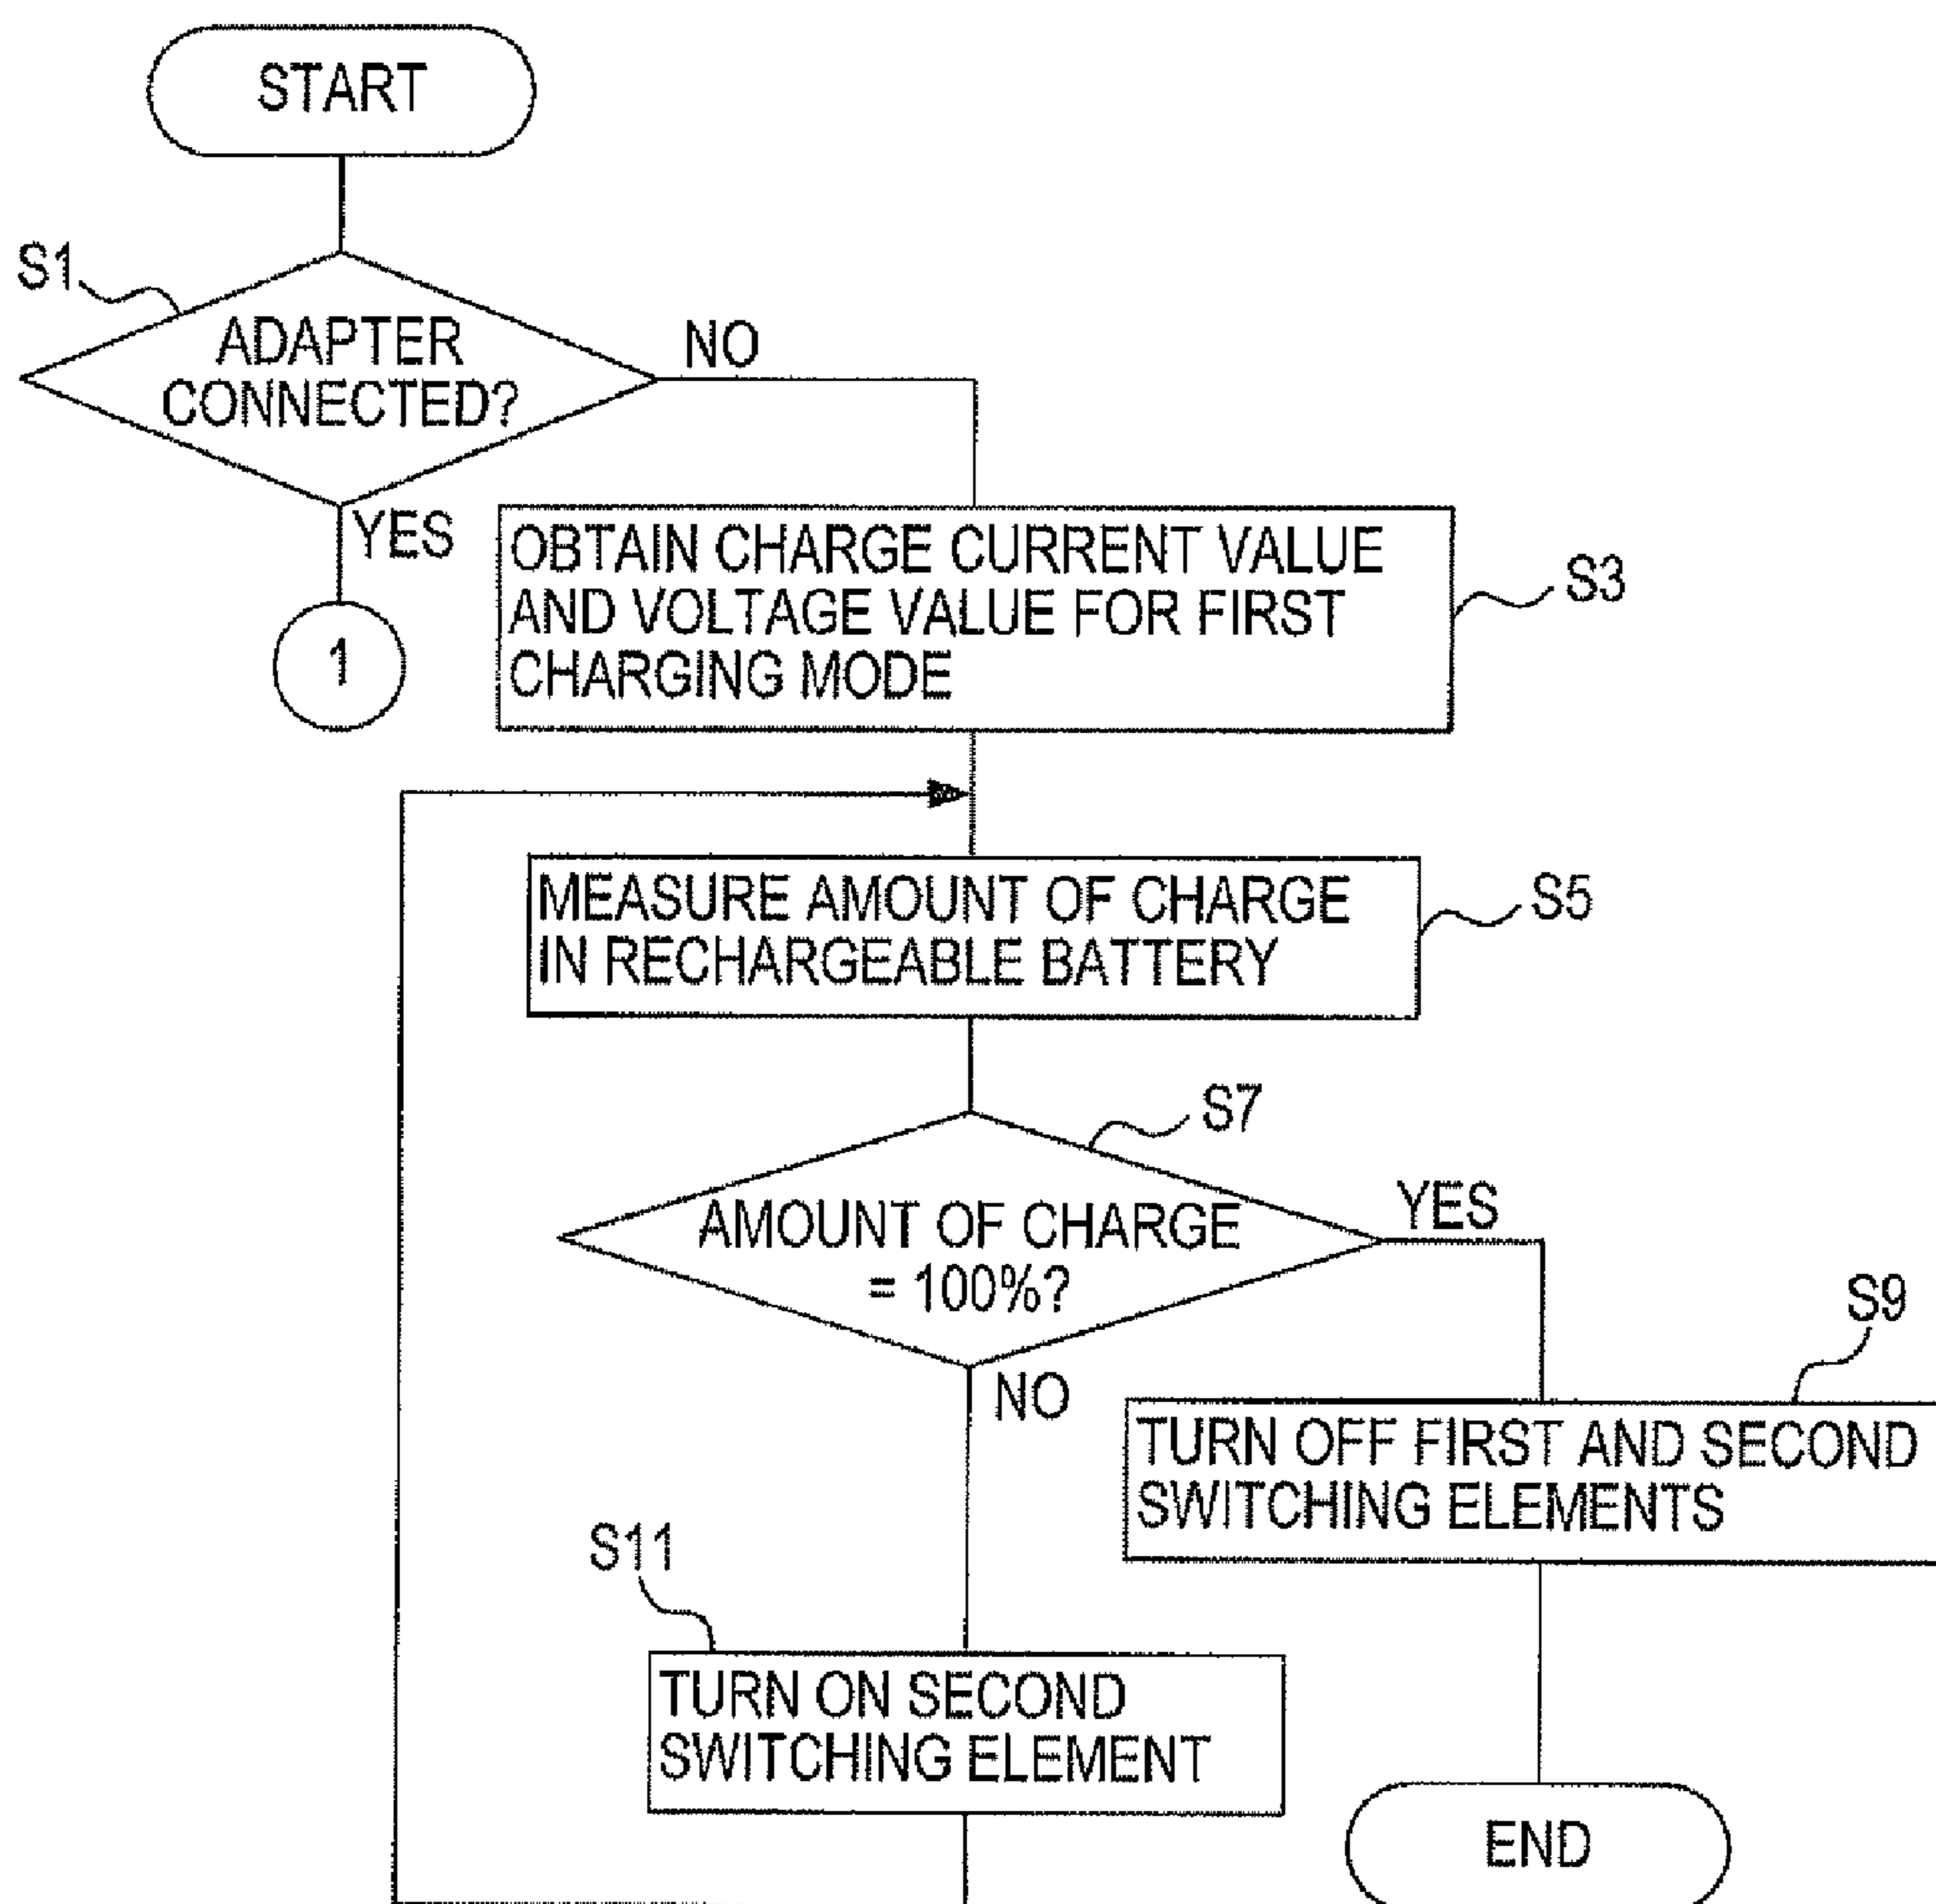 START
S1
ADAPTER
CONNECTED?
NO
YES
1
OBTAIN CHARGE CURRENT VALUE
AND VOLTAGE VALUE FOR FIRST
CHARGING MODE
S3
MEASURE AMOUNT OF CHARGE
IN RECHARGEABLE BATTERY
S5
S7
AMOUNT OF CHARGE
= 100%?
YES
NO
S9
TURN OFF FIRST AND SECOND
SWITCHING ELEMENTS
S11
TURN ON SECOND
SWITCHING ELEMENT
END